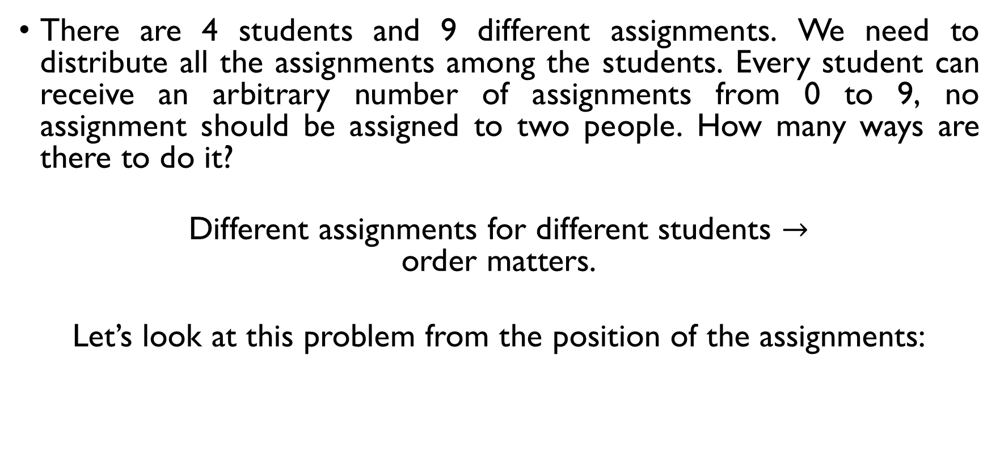 • There are 4 students and 9 different assignments. We need to
distribute all the assignments among the students. Every student can
receive an arbitrary number of assignments from 0 to 9, no
assignment should be assigned to two people. How many ways are
there to do it?
Different assignments for different students →
order matters.
Let’s look at this problem from the position of the assignments: